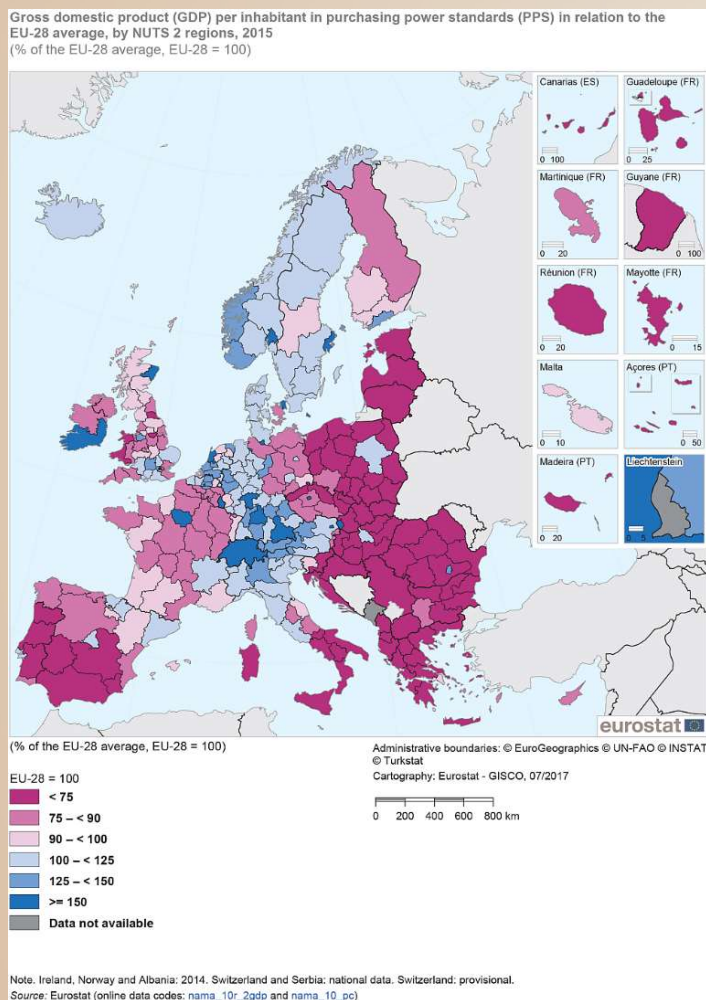 Gross domestic product (GDP) per inhabitant in purchasing power standards (PPS) in relation to the
EU-28 average, by NUTS 2 regions, 2015
(% of the EU-28 average, EU-28 = 100)
Canarias (ES)
0 100
Guadeloupe (FR)
0 25
Martinique (FR)
0 20
Guyane (FR)
0 100
Réunion (FR)
0 20
Mayotte (FR)
0 15
Malta
0 10
Açores (PT)
0 50
Madeira (PT)
0 20
Liechtenstein
0 5
eurostat
(% of the EU-28 average, EU-28 = 100)
Administrative boundaries: © EuroGeographics © UN-FAO © INSTAT
© Turkstat
Cartography: Eurostat - GISCO, 07/2017
0 200 400 600 800 km
EU-28 = 100
< 75
75 – < 90
90 – < 100
100 – < 125
125 – < 150
>= 150
Data not available
Note. Ireland, Norway and Albania: 2014. Switzerland and Serbia: national data. Switzerland: provisional.
Source: Eurostat (online data codes: nama_10r_2gdp and nama_10_pc)